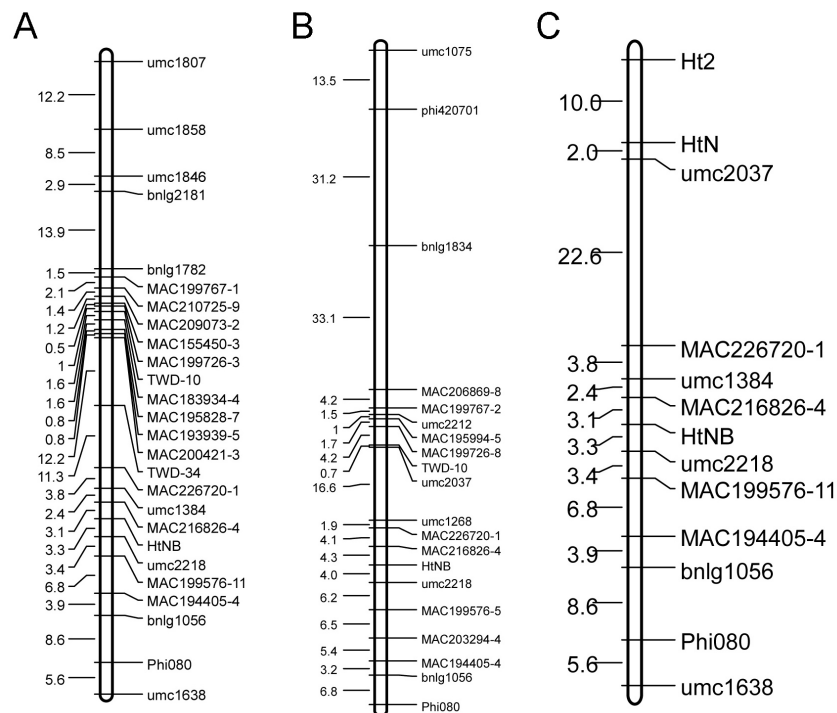 A
umc1807
12.2
umc1858
8.5
umc1846
2.9
bnlg2181
13.9
bnlg1782
1.5
MAC199767-1
2.1
MAC210725-9
1.4
MAC209073-2
1.2
MAC155450-3
0.5
MAC199726-3
1
TWD-10
1.6
MAC183934-4
1.6
MAC195828-7
0.8
MAC193939-5
0.8
MAC200421-3
12.2
TWD-34
11.3
MAC226720-1
3.8
umc1384
2.4
MAC216826-4
3.1
HtNB
3.3
umc2218
3.4
MAC199576-11
6.8
MAC194405-4
3.9
bnlg1056
8.6
Phi080
5.6
umc1638
B
umc1075
13.5
phi420701
31.2
bnlg1834
33.1
MAC206869-8
4.2
MAC199767-2
1.5
umc2212
1
MAC195994-5
1.7
MAC199726-8
4.2
TWD-10
0.7
umc2037
16.6
umc1268
1.9
MAC226720-1
4.1
MAC216826-4
4.3
HtNB
4.0
umc2218
6.2
MAC199576-5
6.5
MAC203294-4
5.4
MAC194405-4
3.2
bnlg1056
6.8
Phi080
C
Ht2
10.0
HtN
2.0
umc2037
22.6
MAC226720-1
3.8
umc1384
2.4
MAC216826-4
3.1
HtNB
3.3
umc2218
3.4
MAC199576-11
6.8
MAC194405-4
3.9
bnlg1056
8.6
Phi080
5.6
umc1638